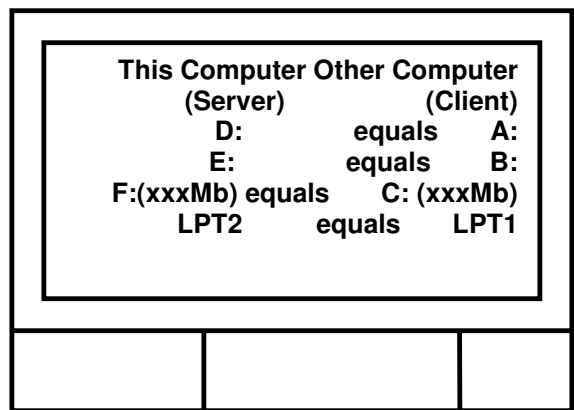 This Computer Other Computer
(Server) (Client)
D: equals A:
E: equals B:
F:(xxxMb) equals C: (xxxMb)
LPT2 equals LPT1